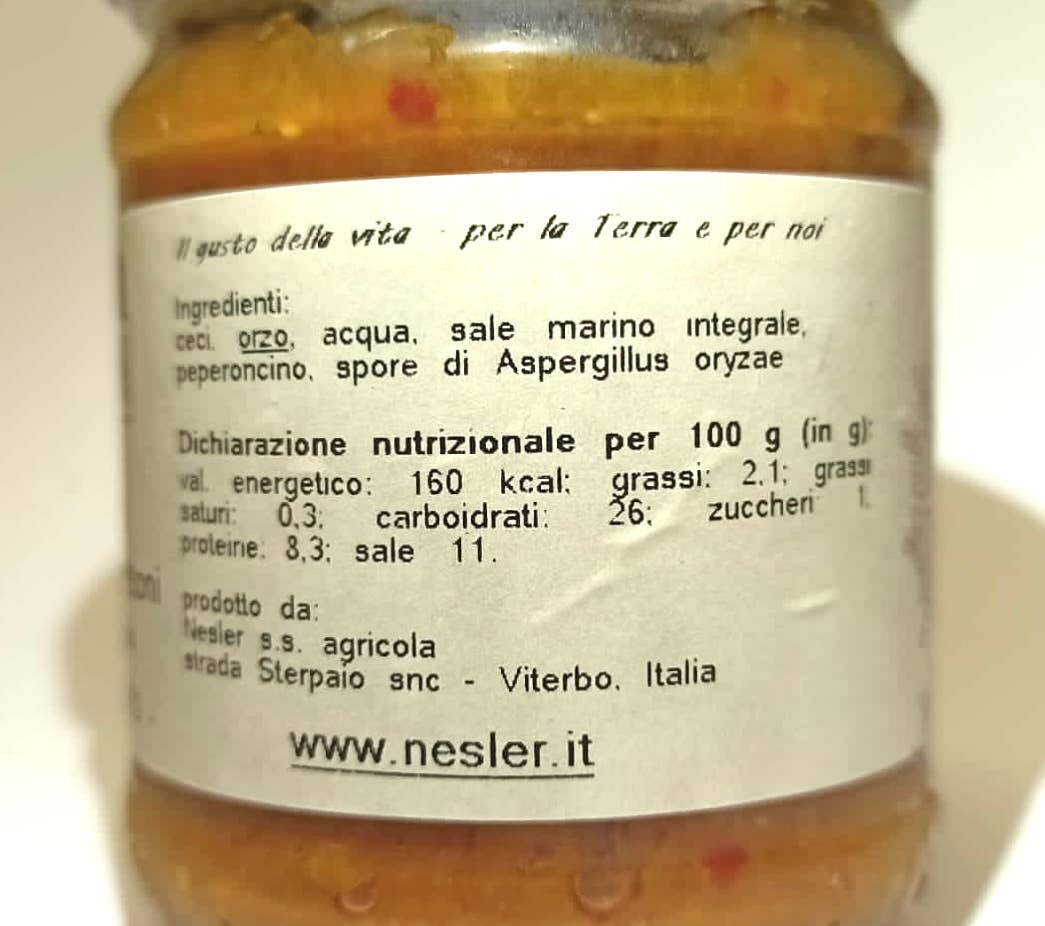 Il gusto della vita - per la Terra e per noi
Ingredienti:
ceci, orzo, acqua, sale marino integrale,
peperoncino, spore di Aspergillus oryzae
Dichiarazione nutrizionale per 100 g (in g):
val. energetico: 160 kcal; grassi: 2,1; grassi
saturi: 0,3; carboidrati: 26; zuccheri 1,
proteine: 8,3; sale 11.
prodotto da:
Nesler s.s. agricola
strada Sterpaio snc - Viterbo, Italia
www.nesler.it